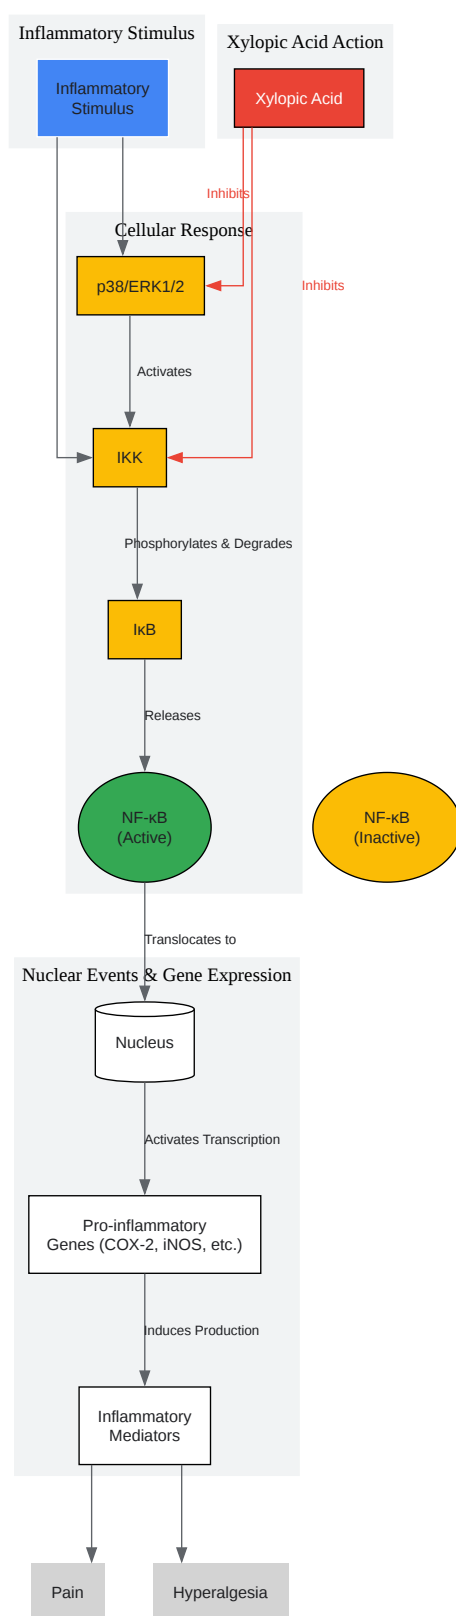 Inflammatory Stimulus
Xylopic Acid Action
Inflammatory
Stimulus
Xylopic Acid
Inhibits
Cellular Response
p38/ERK1/2
Inhibits
Activates
IKK
Phosphorylates & Degrades
IκB
Releases
NF-κB
(Active)
NF-κB
(Inactive)
Translocates to
Nuclear Events & Gene Expression
Nucleus
Activates Transcription
Pro-inflammatory
Genes (COX-2, iNOS, etc.)
Induces Production
Inflammatory
Mediators
Pain
Hyperalgesia